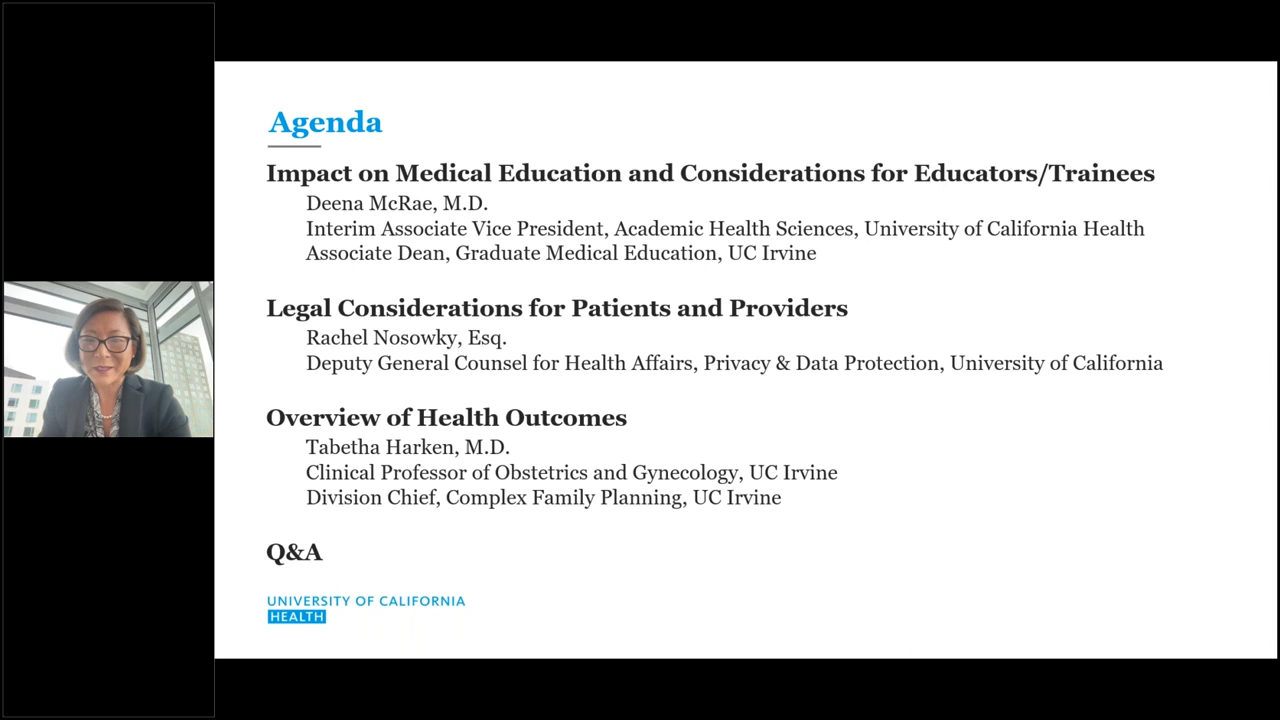 Agenda
Impact on Medical Education and Considerations for Educators/Trainees
Deena McRae, M.D.
Interim Associate Vice President, Academic Health Sciences, University of California Health
Associate Dean, Graduate Medical Education, UC Irvine
Legal Considerations for Patients and Providers
Rachel Nosowky, Esq.
Deputy General Counsel for Health Affairs, Privacy & Data Protection, University of California
Overview of Health Outcomes
Tabetha Harken, M.D.
Clinical Professor of Obstetrics and Gynecology, UC Irvine
Division Chief, Complex Family Planning, UC Irvine
Q&A
UNIVERSITY OF CALIFORNIA
HEALTH